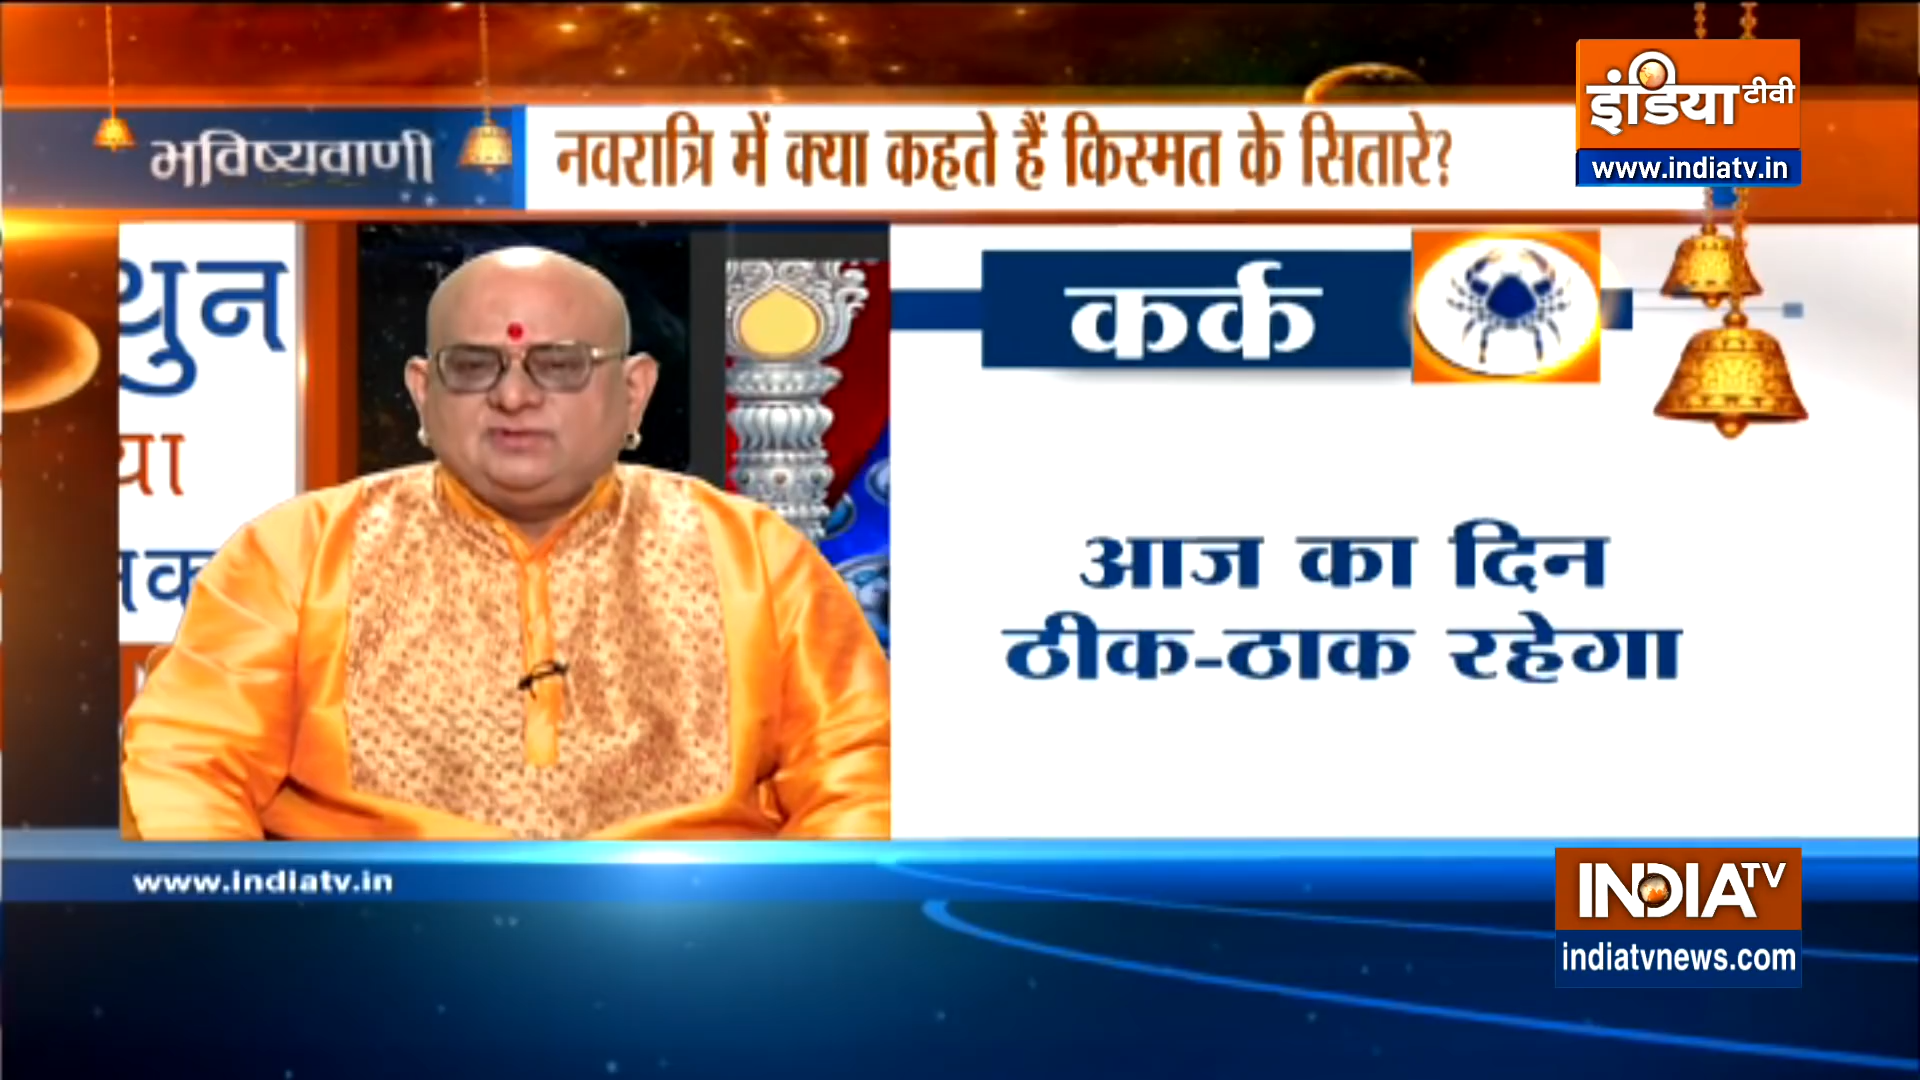 इंडिया टीवी
www.indiatv.in
भविष्यवाणी
नवरात्रि में क्या कहते हैं किस्मत के सितारे?
थुन
या
कर्क
आज का दिन
ठीक-ठाक रहेगा
www.indiatv.in
INDIA TV
indiatvnews.com